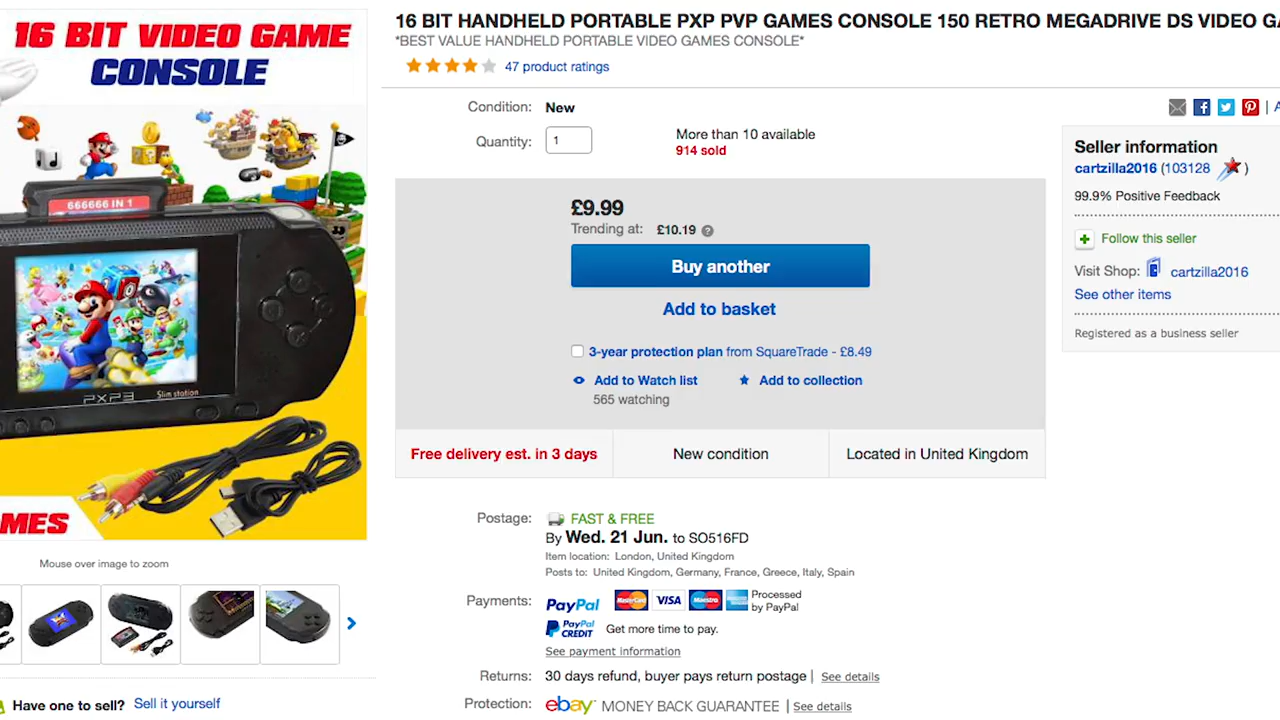 16 BIT VIDEO GAME
CONSOLE
666666 IN 1
PXP3
Slim station
MES
Mouse over image to zoom
Have one to sell? Sell it yourself
16 BIT HANDHELD PORTABLE PXP PVP GAMES CONSOLE 150 RETRO MEGADRIVE DS VIDEO GA
*BEST VALUE HANDHELD PORTABLE VIDEO GAMES CONSOLE*
47 product ratings
Condition: New
Quantity: 1
More than 10 available
914 sold
£9.99
Trending at: £10.19 ?
Buy another
Add to basket
3-year protection plan from SquareTrade - £8.49
Add to Watch list
Add to collection
565 watching
Free delivery est. in 3 days
New condition
Located in United Kingdom
Postage: FAST & FREE
By Wed. 21 Jun. to SO516FD
Item location: London, United Kingdom
Posts to: United Kingdom, Germany, France, Greece, Italy, Spain
Payments: PayPal MasterCard VISA Maestro Processed
by PayPal
PayPal
CREDIT Get more time to pay.
See payment information
Returns: 30 days refund, buyer pays return postage | See details
Protection: ebay MONEY BACK GUARANTEE | See details
Seller information
cartzilla2016 (103128 )
99.9% Positive Feedback
Follow this seller
Visit Shop: cartzilla2016
See other items
Registered as a business seller